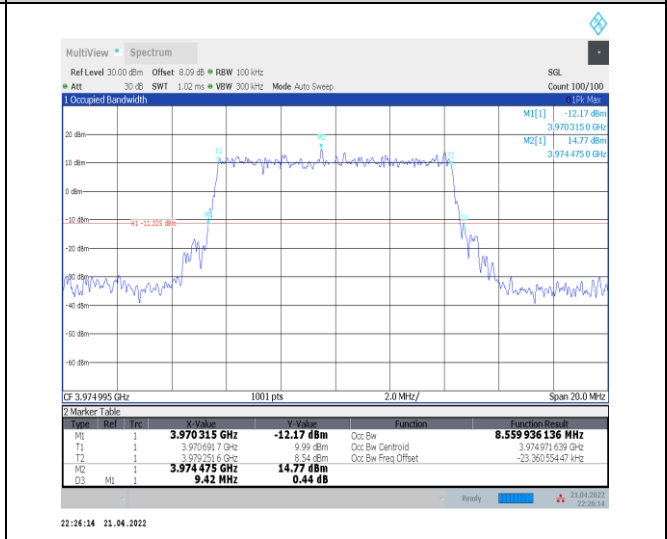 MultiView Spectrum
Ref Level 30.00 dBm Offset 8.09 dB RBW 100 kHz SGL
Att 30 dB SWT 1.02 ms VBW 300 kHz Mode Auto Sweep Count 100/100
1 Occupied Bandwidth 1Pk Max
M1[1] -12.17 dBm
3.9703150 GHz
M2[1] 14.77 dBm
3.9744750 GHz
20 dBm
M2
T1 T2
10 dBm
0 dBm
M1 D3
-10 dBm
H1 -11.225 dBm
-20 dBm
-30 dBm
-40 dBm
-50 dBm
-60 dBm
CF 3.974995 GHz 1001 pts 2.0 MHz/ Span 20.0 MHz
2 Marker Table
Type Ref Trc X-Value Y-Value Function Function Result
M1 1 3.970315 GHz -12.17 dBm Occ Bw 8.559936136 MHz
T1 1 3.9706917 GHz 9.99 dBm Occ Bw Centroid 3.974971639 GHz
T2 1 3.9792516 GHz 8.54 dBm Occ Bw Freq Offset -23.36055447 kHz
M2 1 3.974475 GHz 14.77 dBm
D3 M1 1 9.42 MHz 0.44 dB
Ready 21.04.2022
22:26:14
22:26:14 21.04.2022